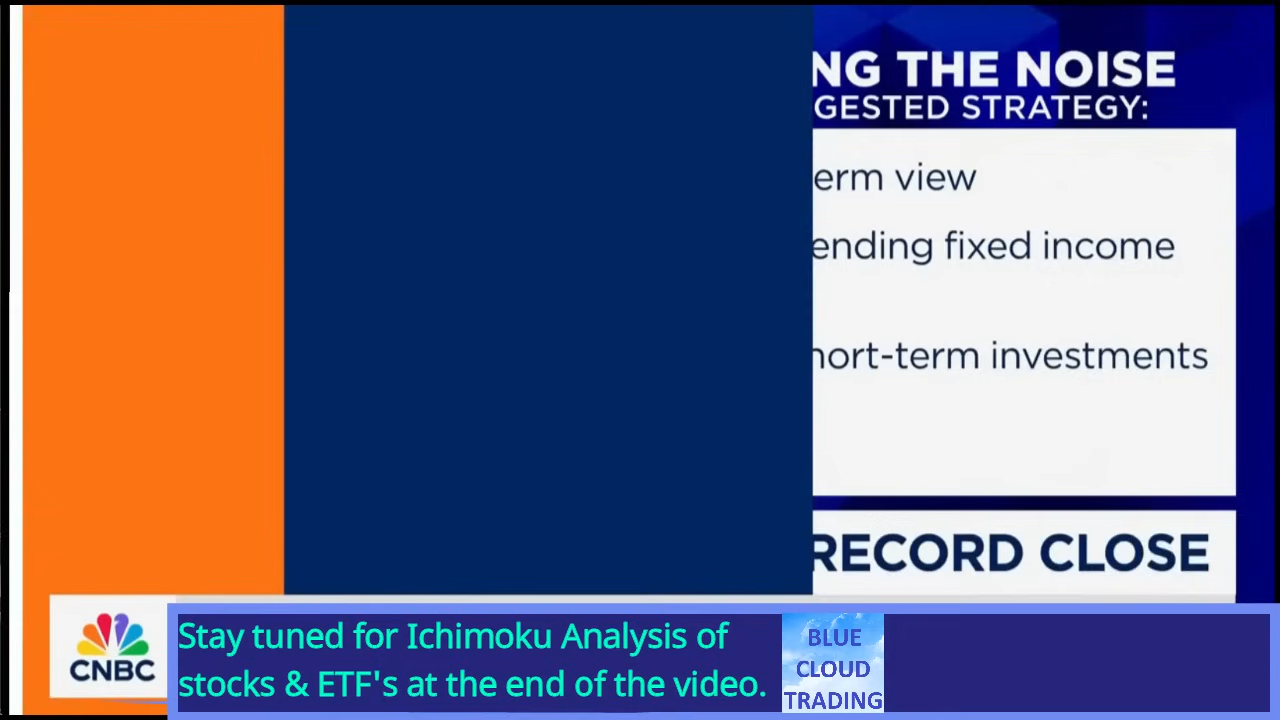 NG THE NOISE
GESTED STRATEGY:
erm view
ending fixed income
hort-term investments
RECORD CLOSE
CNBC
Stay tuned for Ichimoku Analysis of
stocks & ETF's at the end of the video.
BLUE
CLOUD
TRADING